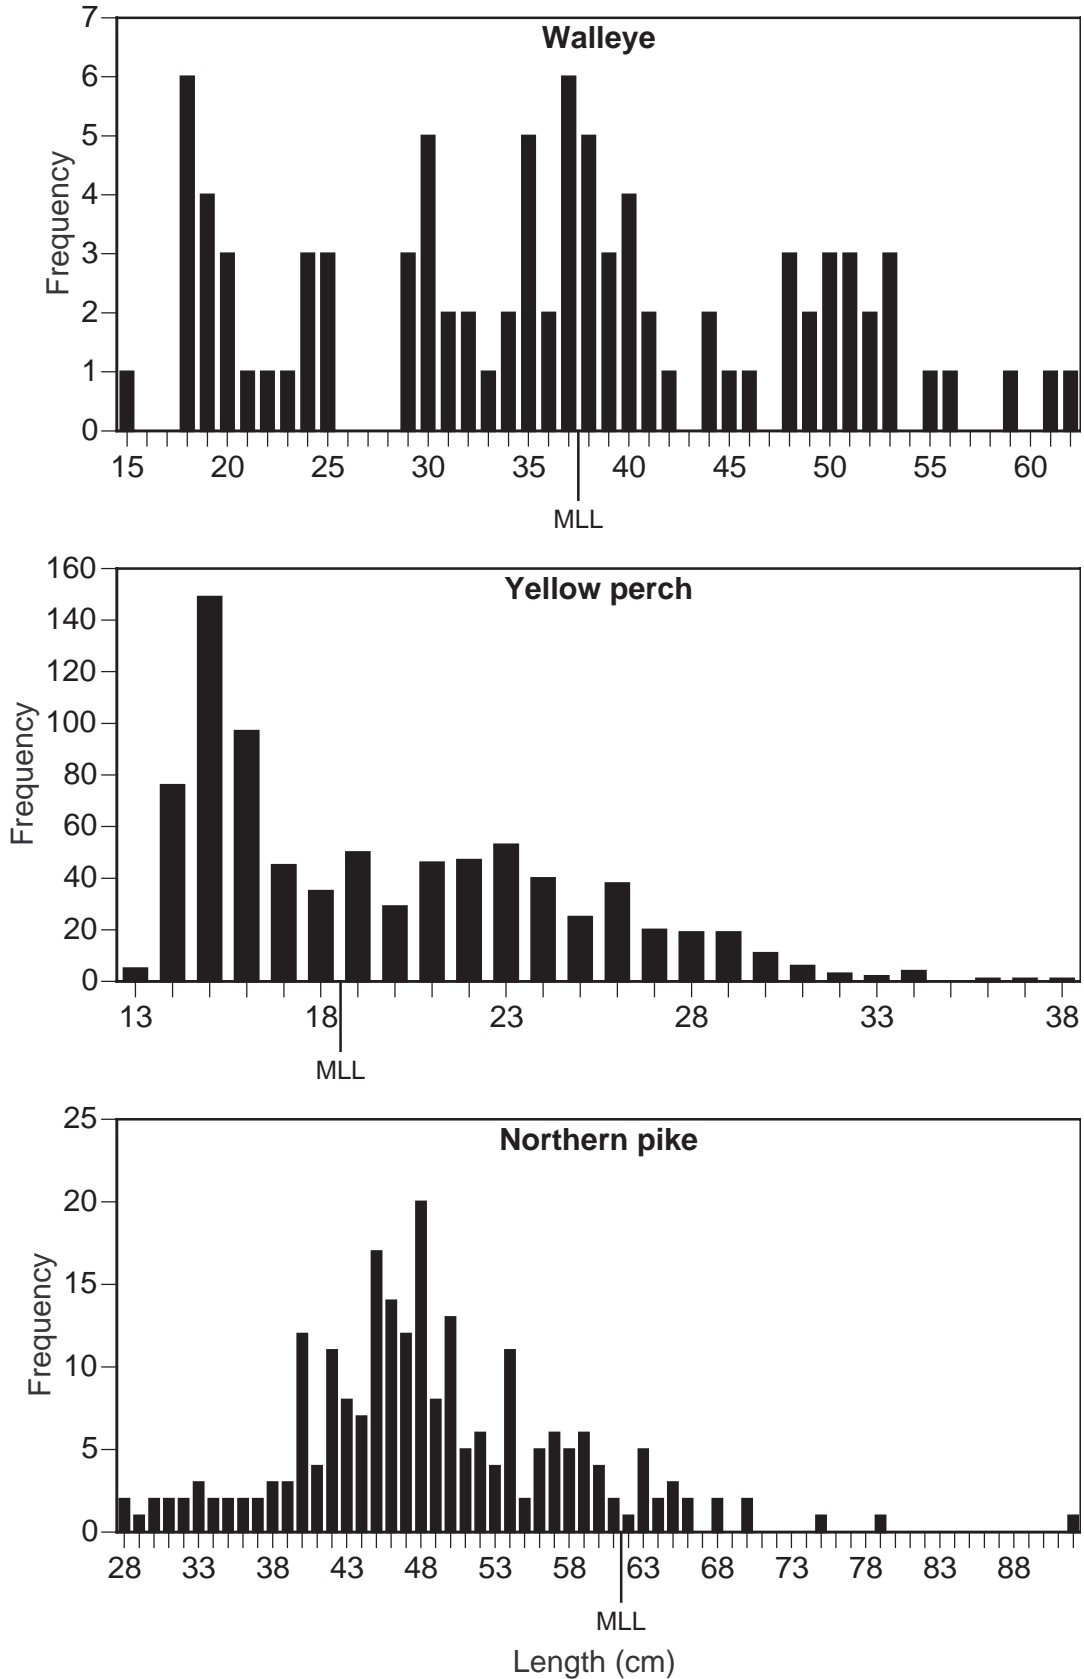 Walleye
Frequency
7
6
5
4
3
2
1
0
15 20 25 30 35 40 45 50 55 60
MLL
Yellow perch
Frequency
160
140
120
100
80
60
40
20
0
13 18 23 28 33 38
MLL
Northern pike
Frequency
25
20
15
10
5
0
28 33 38 43 48 53 58 63 68 73 78 83 88
MLL
Length (cm)